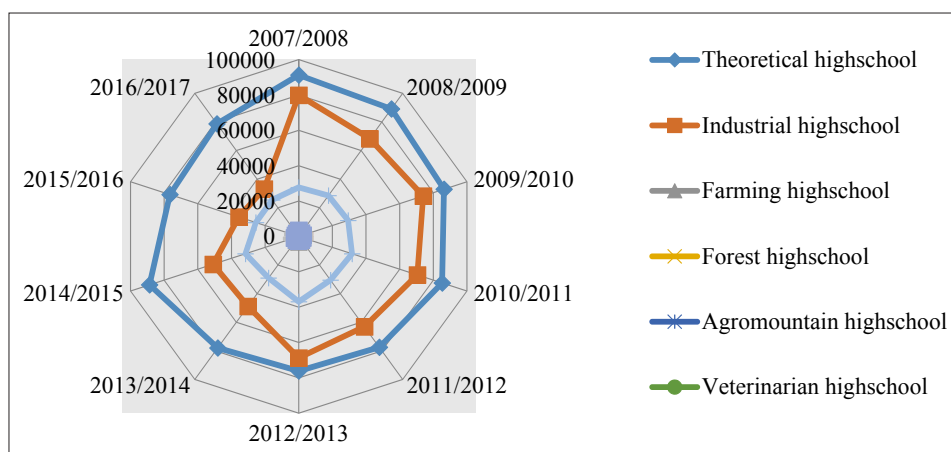 2007/2008
100000
2016/2017
80000
2008/2009
60000
40000
2015/2016
20000
2009/2010
0
2014/2015
2010/2011
2013/2014
2011/2012
2012/2013
Theoretical highschool
Industrial highschool
Farming highschool
Forest highschool
Agromountain highschool
Veterinarian highschool